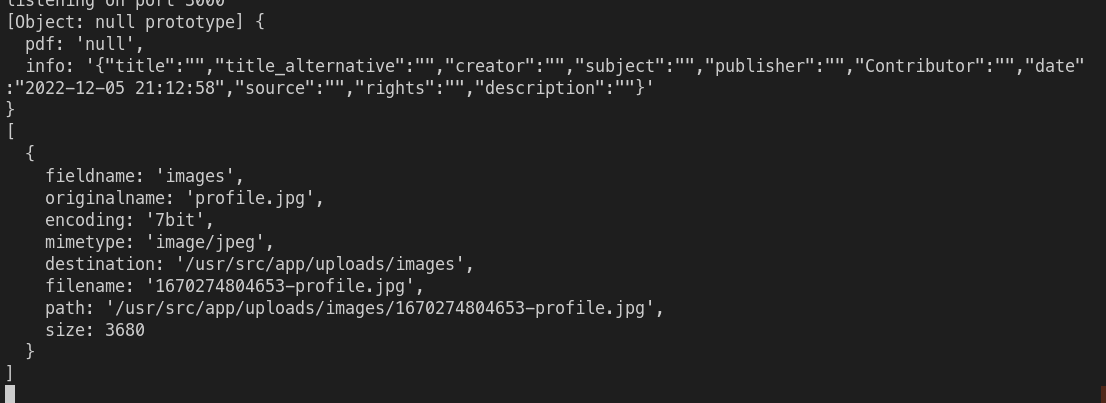 listening on port 3000
[Object: null prototype] {
  pdf: 'null',
  info: '{"title":"","title_alternative":"","creator":"","subject":"","publisher":"","Contributor":"","date"
:"2022-12-05 21:12:58","source":"","rights":"","description":""}'
}
[
  {
    fieldname: 'images',
    originalname: 'profile.jpg',
    encoding: '7bit',
    mimetype: 'image/jpeg',
    destination: '/usr/src/app/uploads/images',
    filename: '1670274804653-profile.jpg',
    path: '/usr/src/app/uploads/images/1670274804653-profile.jpg',
    size: 3680
  }
]